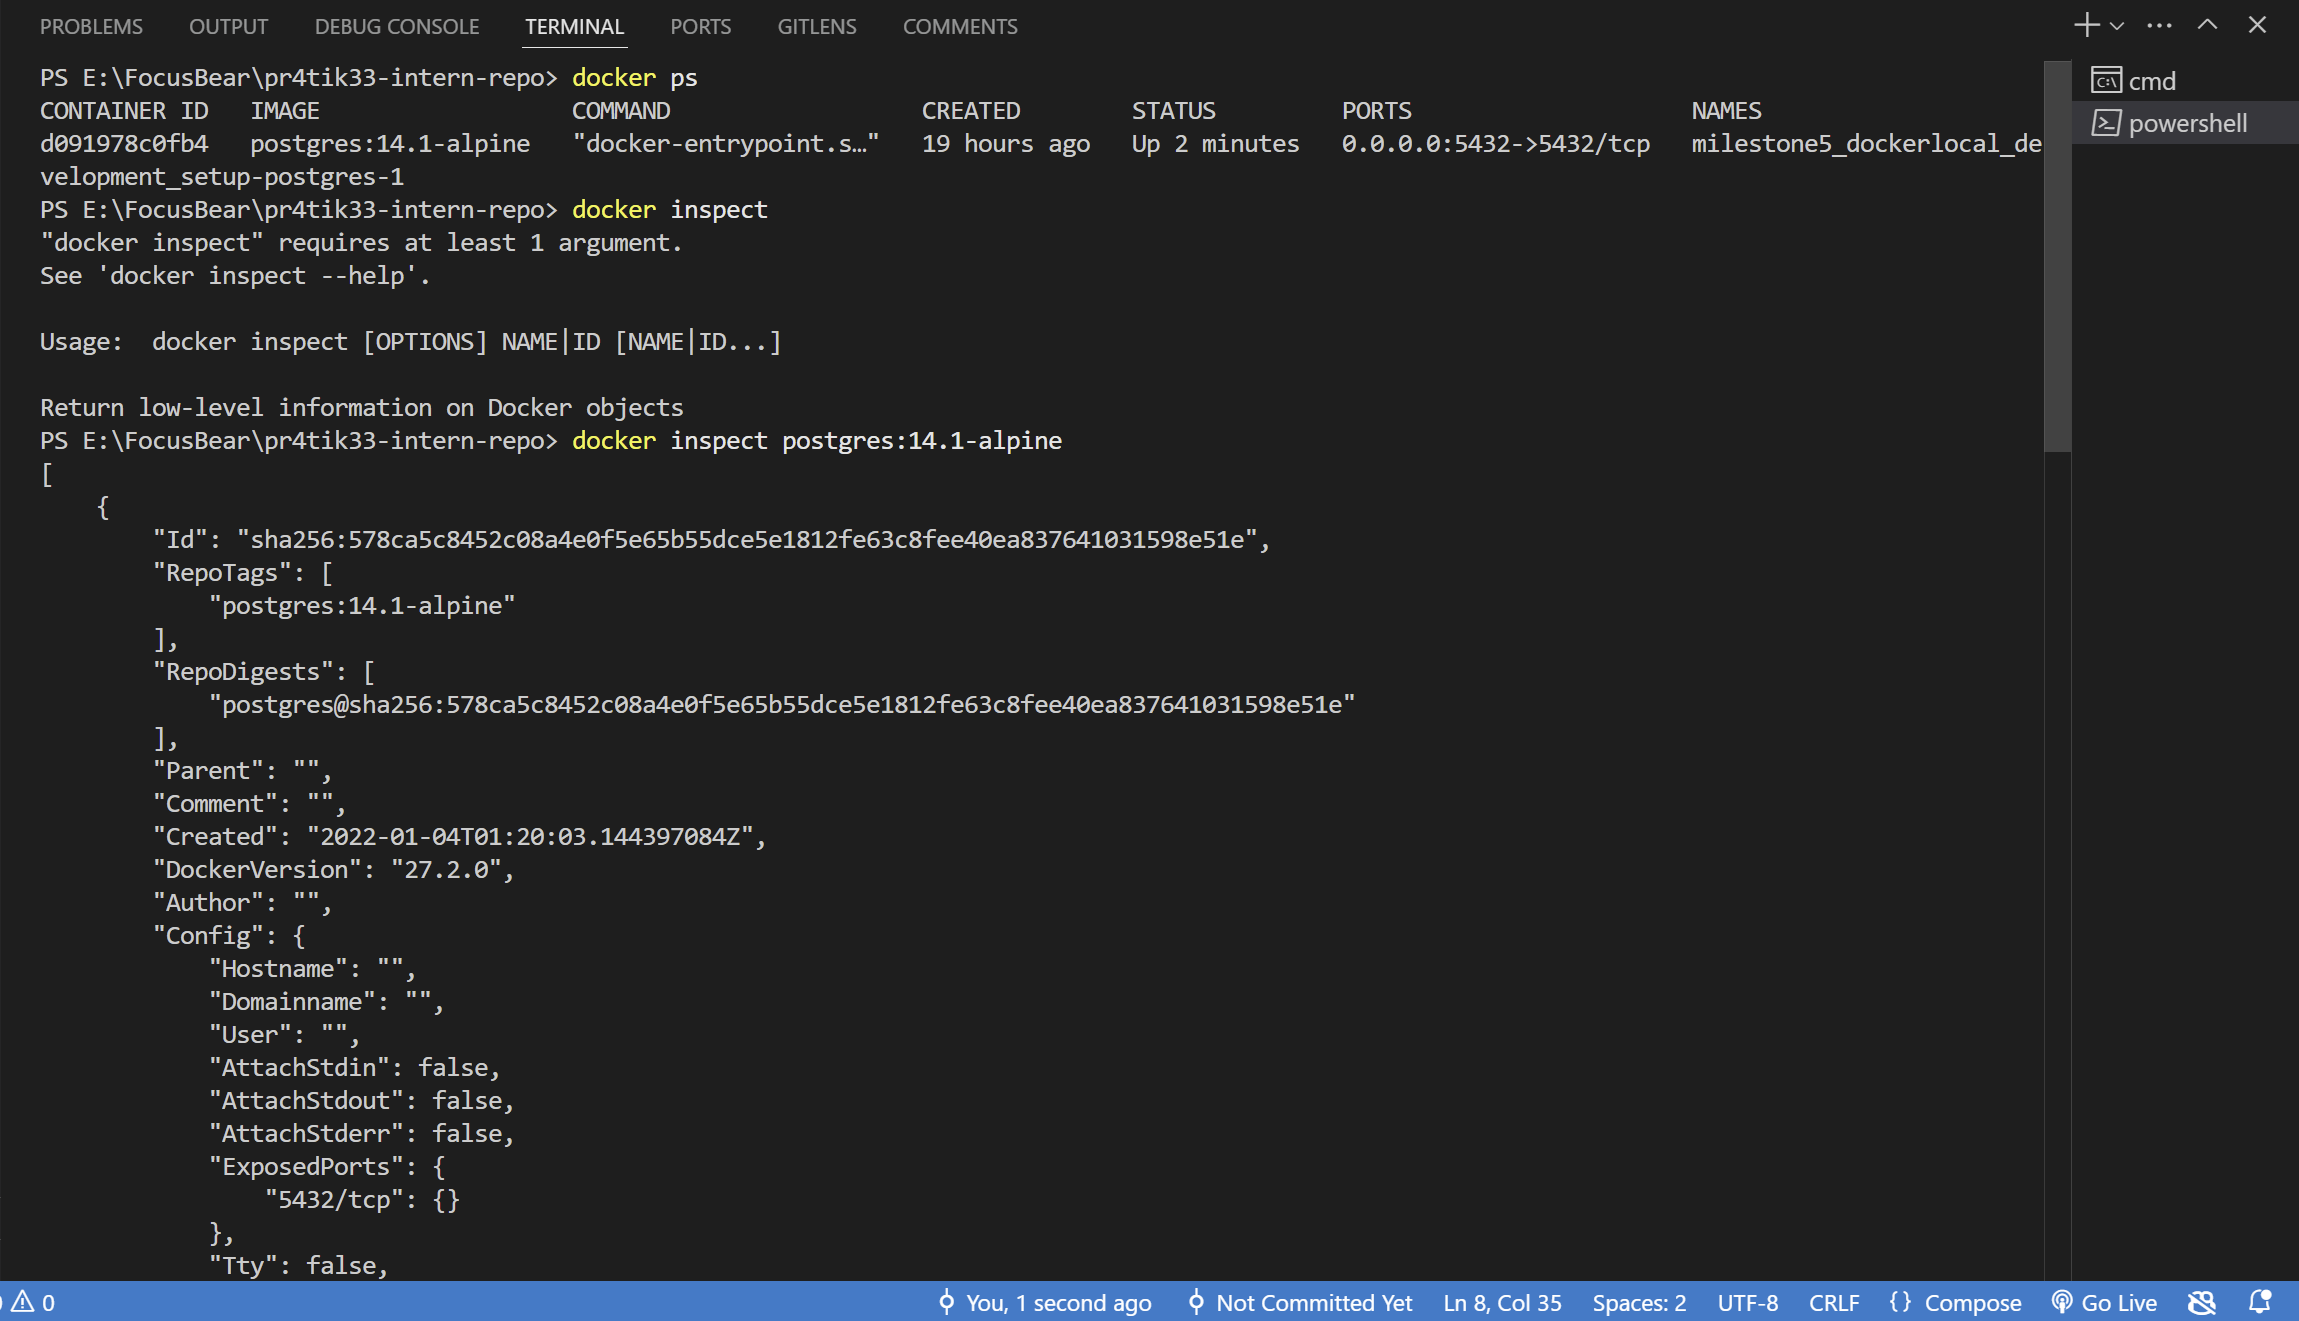 PROBLEMS OUTPUT DEBUG CONSOLE TERMINAL PORTS GITLENS COMMENTS
cmd
powershell
PS E:\FocusBear\pr4tik33-intern-repo> docker ps
CONTAINER ID   IMAGE                  COMMAND                  CREATED        STATUS         PORTS                    NAMES
d091978c0fb4   postgres:14.1-alpine   "docker-entrypoint.s…"   19 hours ago   Up 2 minutes   0.0.0.0:5432->5432/tcp   milestone5_dockerlocal_de
velopment_setup-postgres-1
PS E:\FocusBear\pr4tik33-intern-repo> docker inspect
"docker inspect" requires at least 1 argument.
See 'docker inspect --help'.
Usage:  docker inspect [OPTIONS] NAME|ID [NAME|ID...]
Return low-level information on Docker objects
PS E:\FocusBear\pr4tik33-intern-repo> docker inspect postgres:14.1-alpine
[
    {
        "Id": "sha256:578ca5c8452c08a4e0f5e65b55dce5e1812fe63c8fee40ea837641031598e51e",
        "RepoTags": [
            "postgres:14.1-alpine"
        ],
        "RepoDigests": [
            "postgres@sha256:578ca5c8452c08a4e0f5e65b55dce5e1812fe63c8fee40ea837641031598e51e"
        ],
        "Parent": "",
        "Comment": "",
        "Created": "2022-01-04T01:20:03.144397084Z",
        "DockerVersion": "27.2.0",
        "Author": "",
        "Config": {
            "Hostname": "",
            "Domainname": "",
            "User": "",
            "AttachStdin": false,
            "AttachStdout": false,
            "AttachStderr": false,
            "ExposedPorts": {
                "5432/tcp": {}
            },
            "Tty": false,
0 You, 1 second ago Not Committed Yet Ln 8, Col 35 Spaces: 2 UTF-8 CRLF {} Compose Go Live